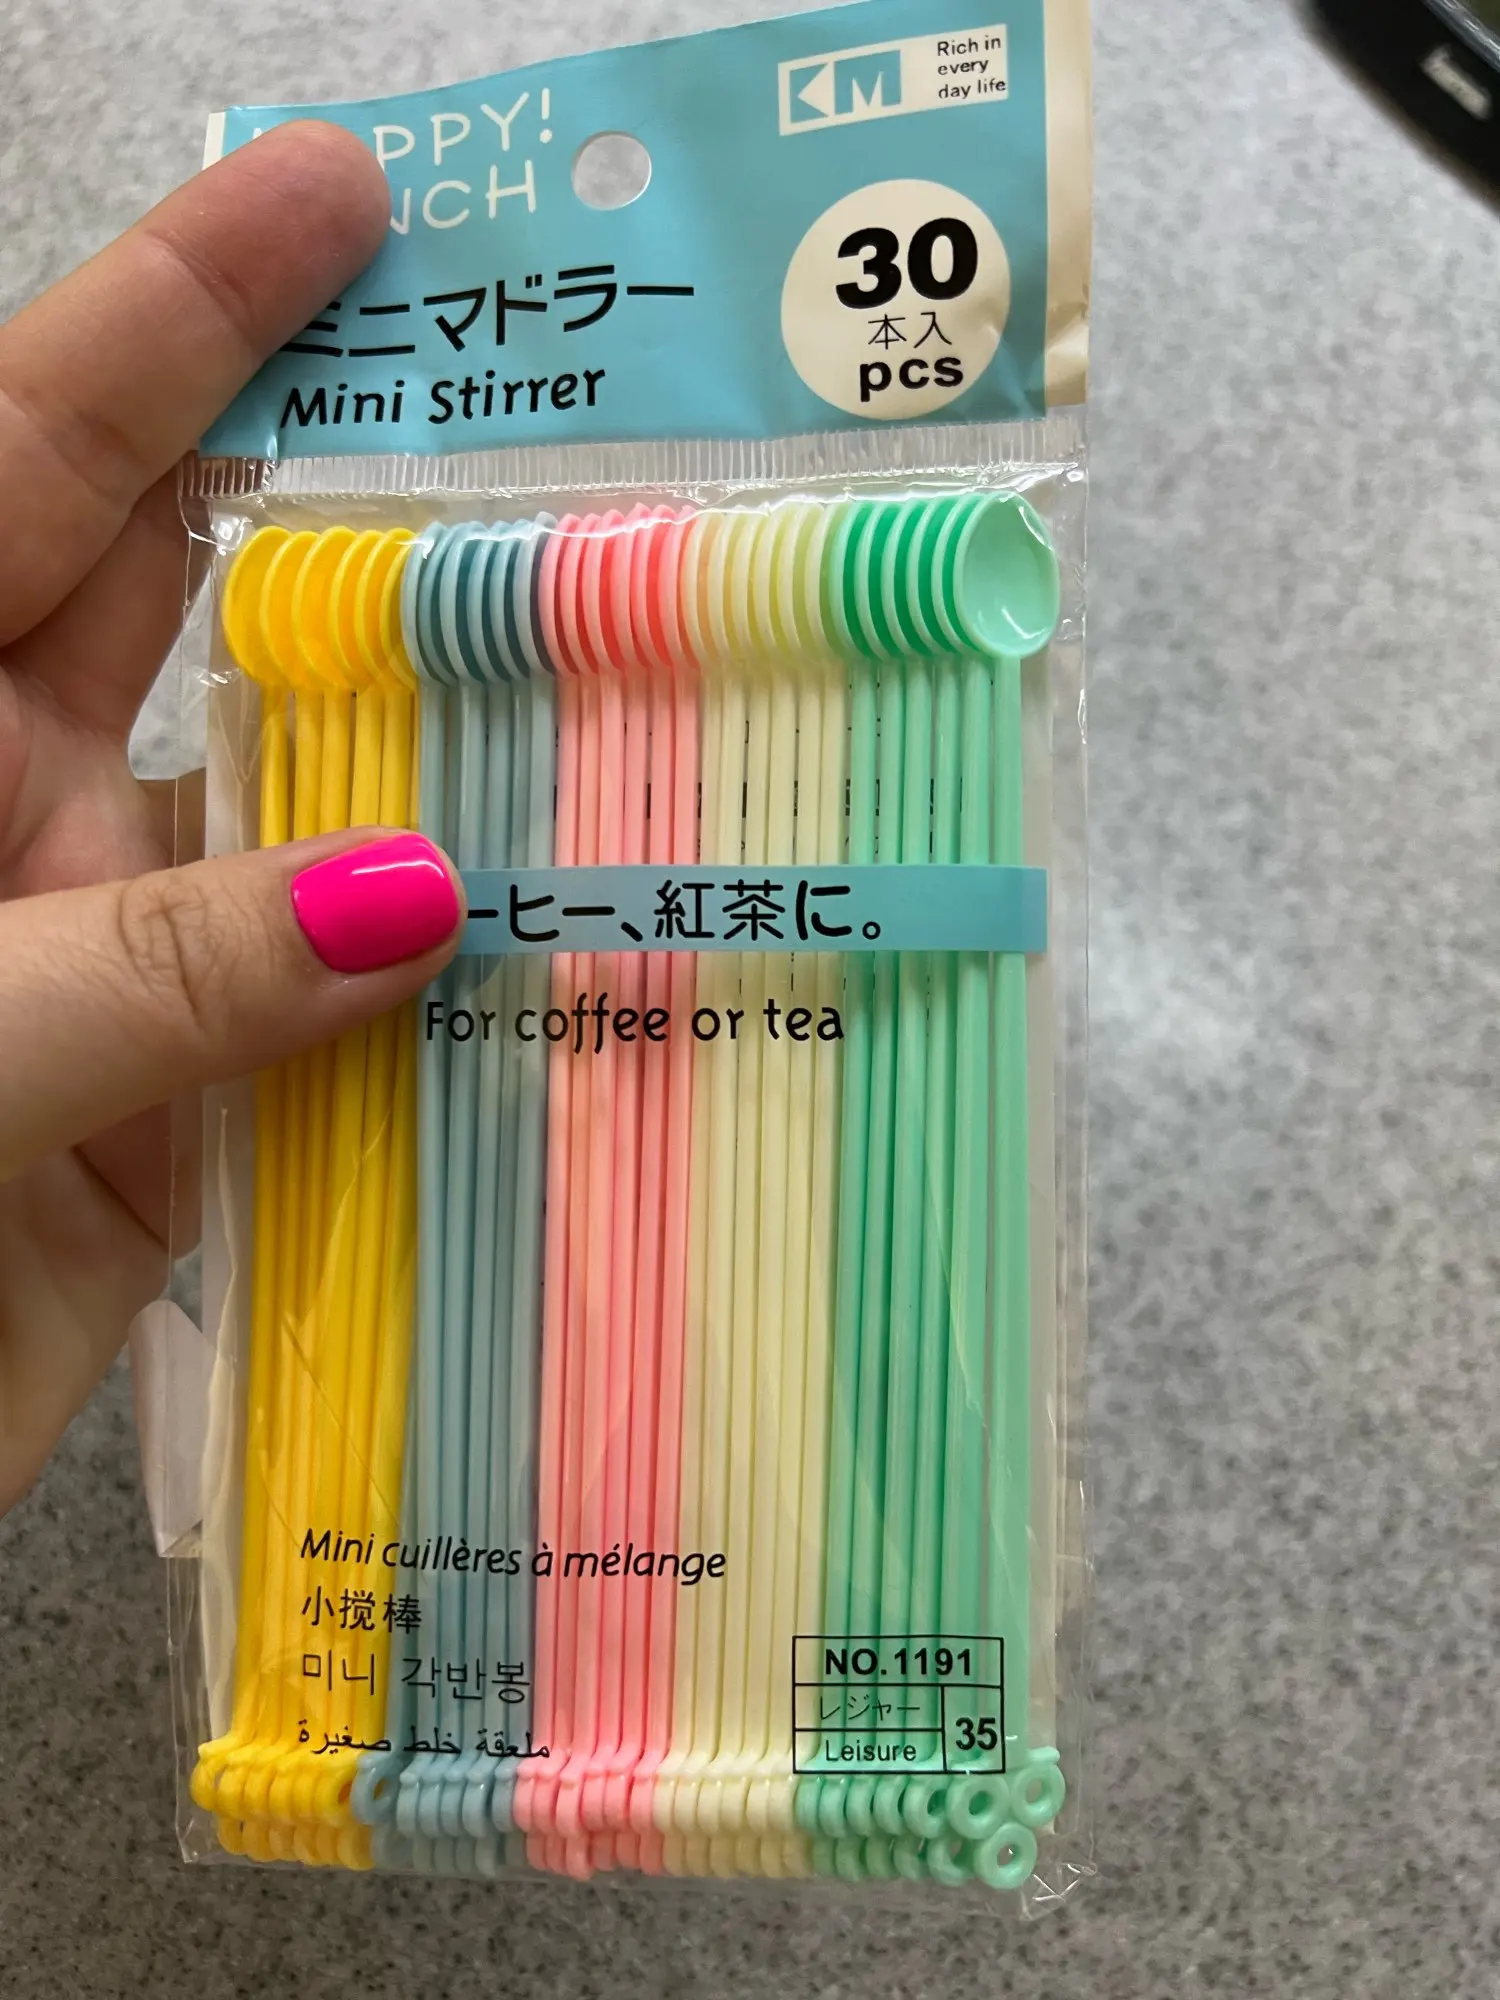 PPY!
NCH
KM
Rich in
every
day life
ミニマドラー
Mini Stirrer
30
本入
pcs
ーヒー、紅茶に。
For coffee or tea
Mini cuillères à mélange
小搅棒
미니 각반봉
ملعقة خلط صغيرة
NO.1191
レジャー
Leisure
35